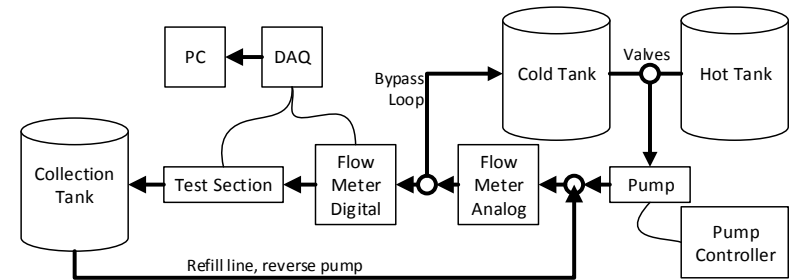 PC
DAQ
Bypass
Loop
Cold Tank
Valves
Hot Tank
Collection
Tank
Test Section
Flow
Meter
Digital
Flow
Meter
Analog
Pump
Pump
Controller
Refill line, reverse pump